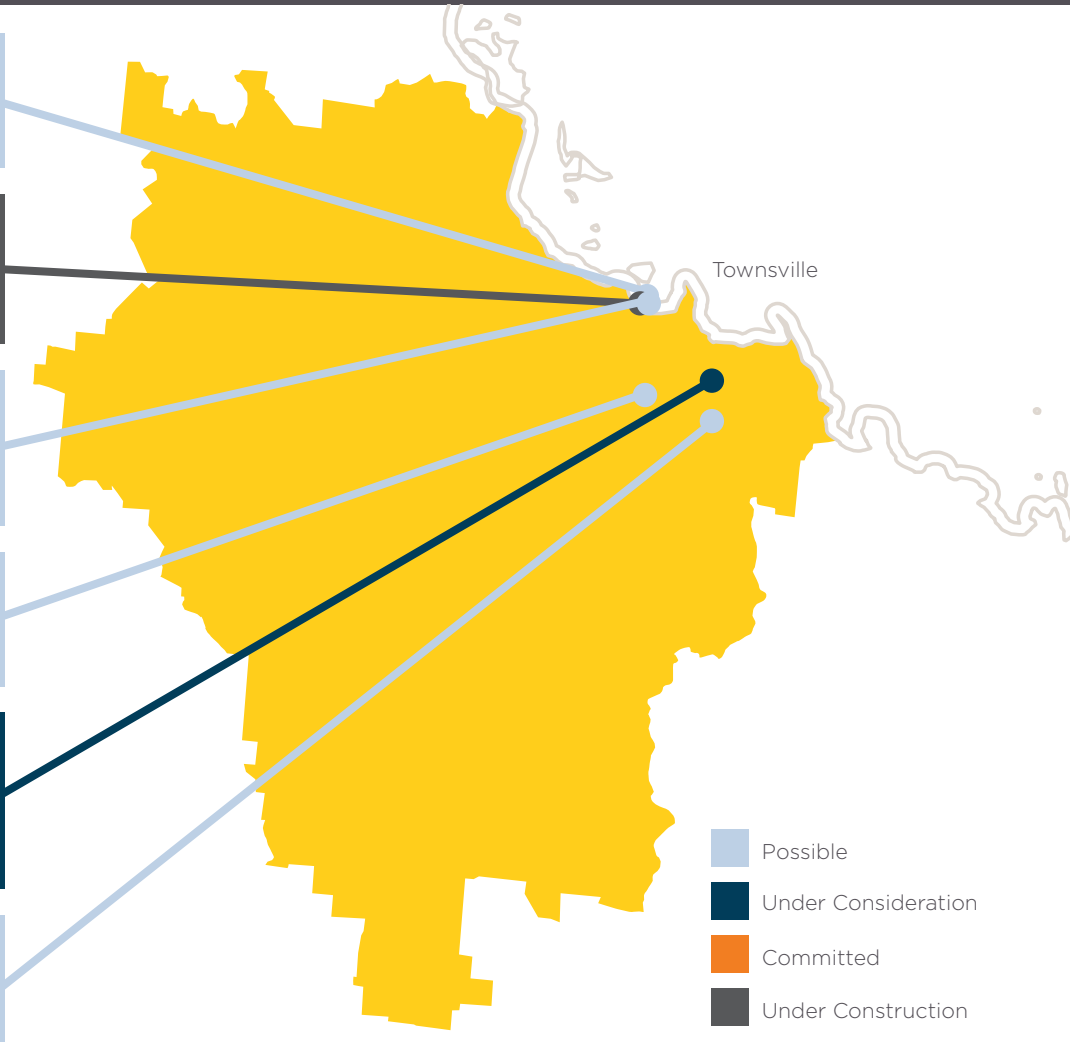 Townsville
Possible
Under Consideration
Committed
Under Construction